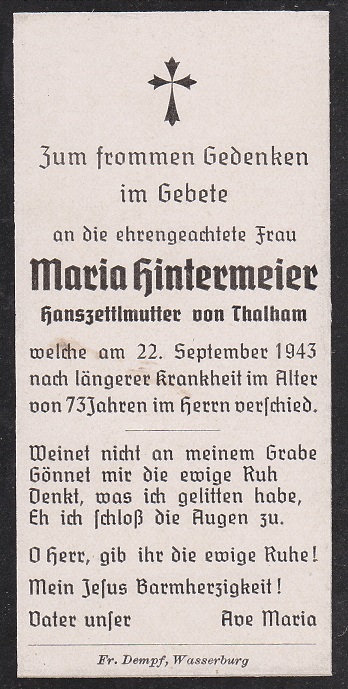 Zum frommen Gedenken
im Gebete
an die ehrengeachtete Frau
Maria Hintermeier
Hanszettlmutter von Thalham
welche am 22. September 1943
nach längerer Krankheit im Alter
von 73 Jahren im Herrn verschied.
Weinet nicht an meinem Grabe
Gönnet mir die ewige Ruh
Denkt, was ich gelitten habe,
Eh ich schloß die Augen zu.
O Herr, gib ihr die ewige Ruhe!
Mein Jesus Barmherzigkeit!
Vater unser Ave Maria
Fr. Dempf, Wasserburg